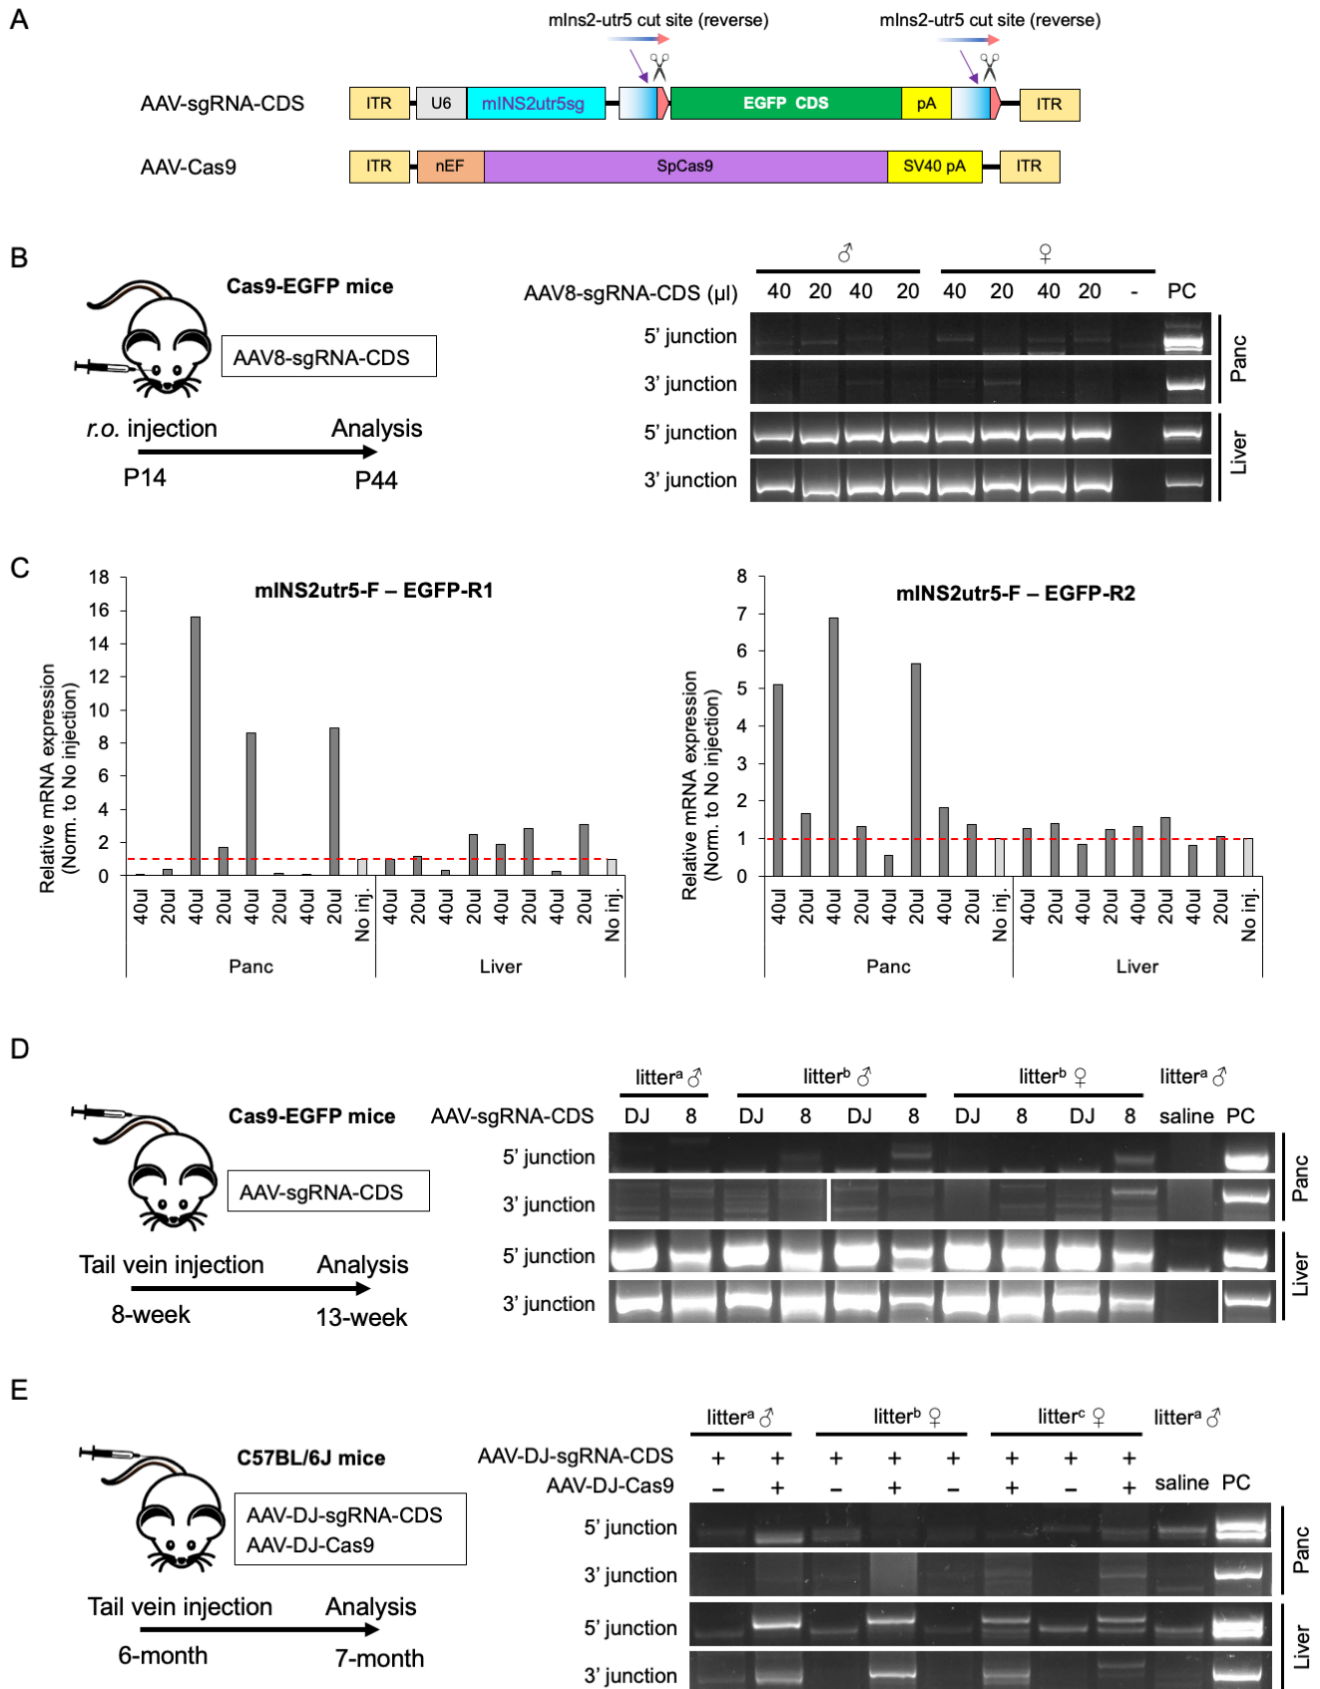 A
mIns2-utr5 cut site (reverse) mIns2-utr5 cut site (reverse)
AAV-sgRNA-CDS ITR U6 mINS2utr5sg EGFP CDS pA ITR
AAV-Cas9 ITR nEF SpCas9 SV40 pA ITR
B
Cas9-EGFP mice
AAV8-sgRNA-CDS
r.o. injection Analysis
P14 P44
♂ ♀
AAV8-sgRNA-CDS (µl) 40 20 40 20 40 20 40 20 - PC
5' junction
3' junction
Panc
5' junction
3' junction
Liver
C
mINS2utr5-F – EGFP-R1
Relative mRNA expression
(Norm. to No injection)
18
16
14
12
10
8
6
4
2
0
40ul 20ul 40ul 20ul 40ul 20ul 40ul 20ul No inj. 40ul 20ul 40ul 20ul 40ul 20ul 40ul 20ul No inj.
Panc Liver
mINS2utr5-F – EGFP-R2
Relative mRNA expression
(Norm. to No injection)
8
7
6
5
4
3
2
1
0
40ul 20ul 40ul 20ul 40ul 20ul 40ul 20ul No inj. 40ul 20ul 40ul 20ul 40ul 20ul 40ul 20ul No inj.
Panc Liver
D
Cas9-EGFP mice
AAV-sgRNA-CDS
Tail vein injection Analysis
8-week 13-week
litterᵃ ♂ litterᵇ ♂ litterᵇ ♀ litterᵃ ♂
AAV-sgRNA-CDS DJ 8 DJ 8 DJ 8 DJ 8 DJ 8 saline PC
5' junction
3' junction
Panc
5' junction
3' junction
Liver
E
C57BL/6J mice
AAV-DJ-sgRNA-CDS
AAV-DJ-Cas9
Tail vein injection Analysis
6-month 7-month
litterᵃ ♂ litterᵇ ♀ litterᶜ ♀ litterᵃ ♂
AAV-DJ-sgRNA-CDS + + + + + + + +
AAV-DJ-Cas9 – + – + – + – + saline PC
5' junction
3' junction
Panc
5' junction
3' junction
Liver